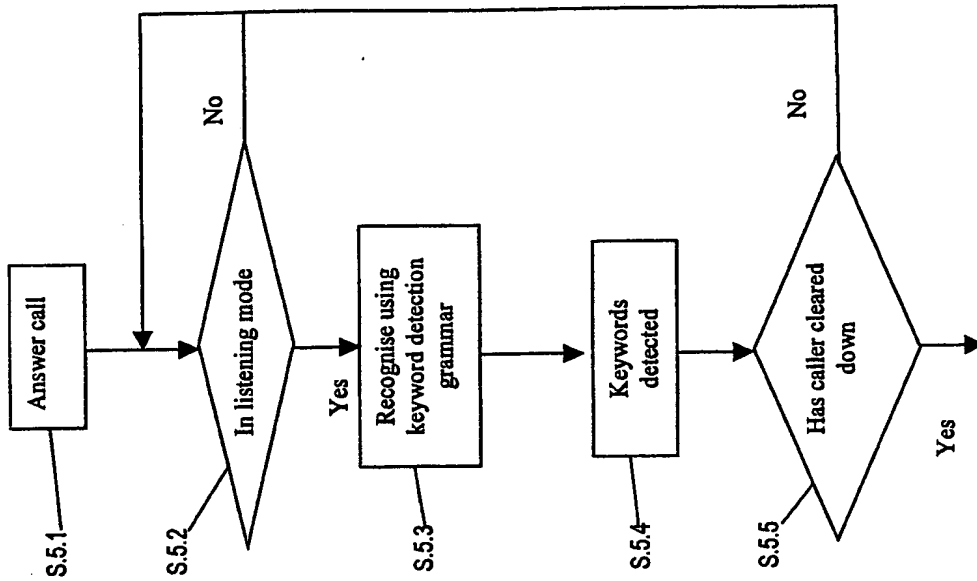 S.5.1
Answer call
S.5.2
In listening mode
No
Yes
S.5.3
Recognise using
keyword detection
grammar
S.5.4
Keywords
detected
S.5.5
Has caller cleared
down
No
Yes